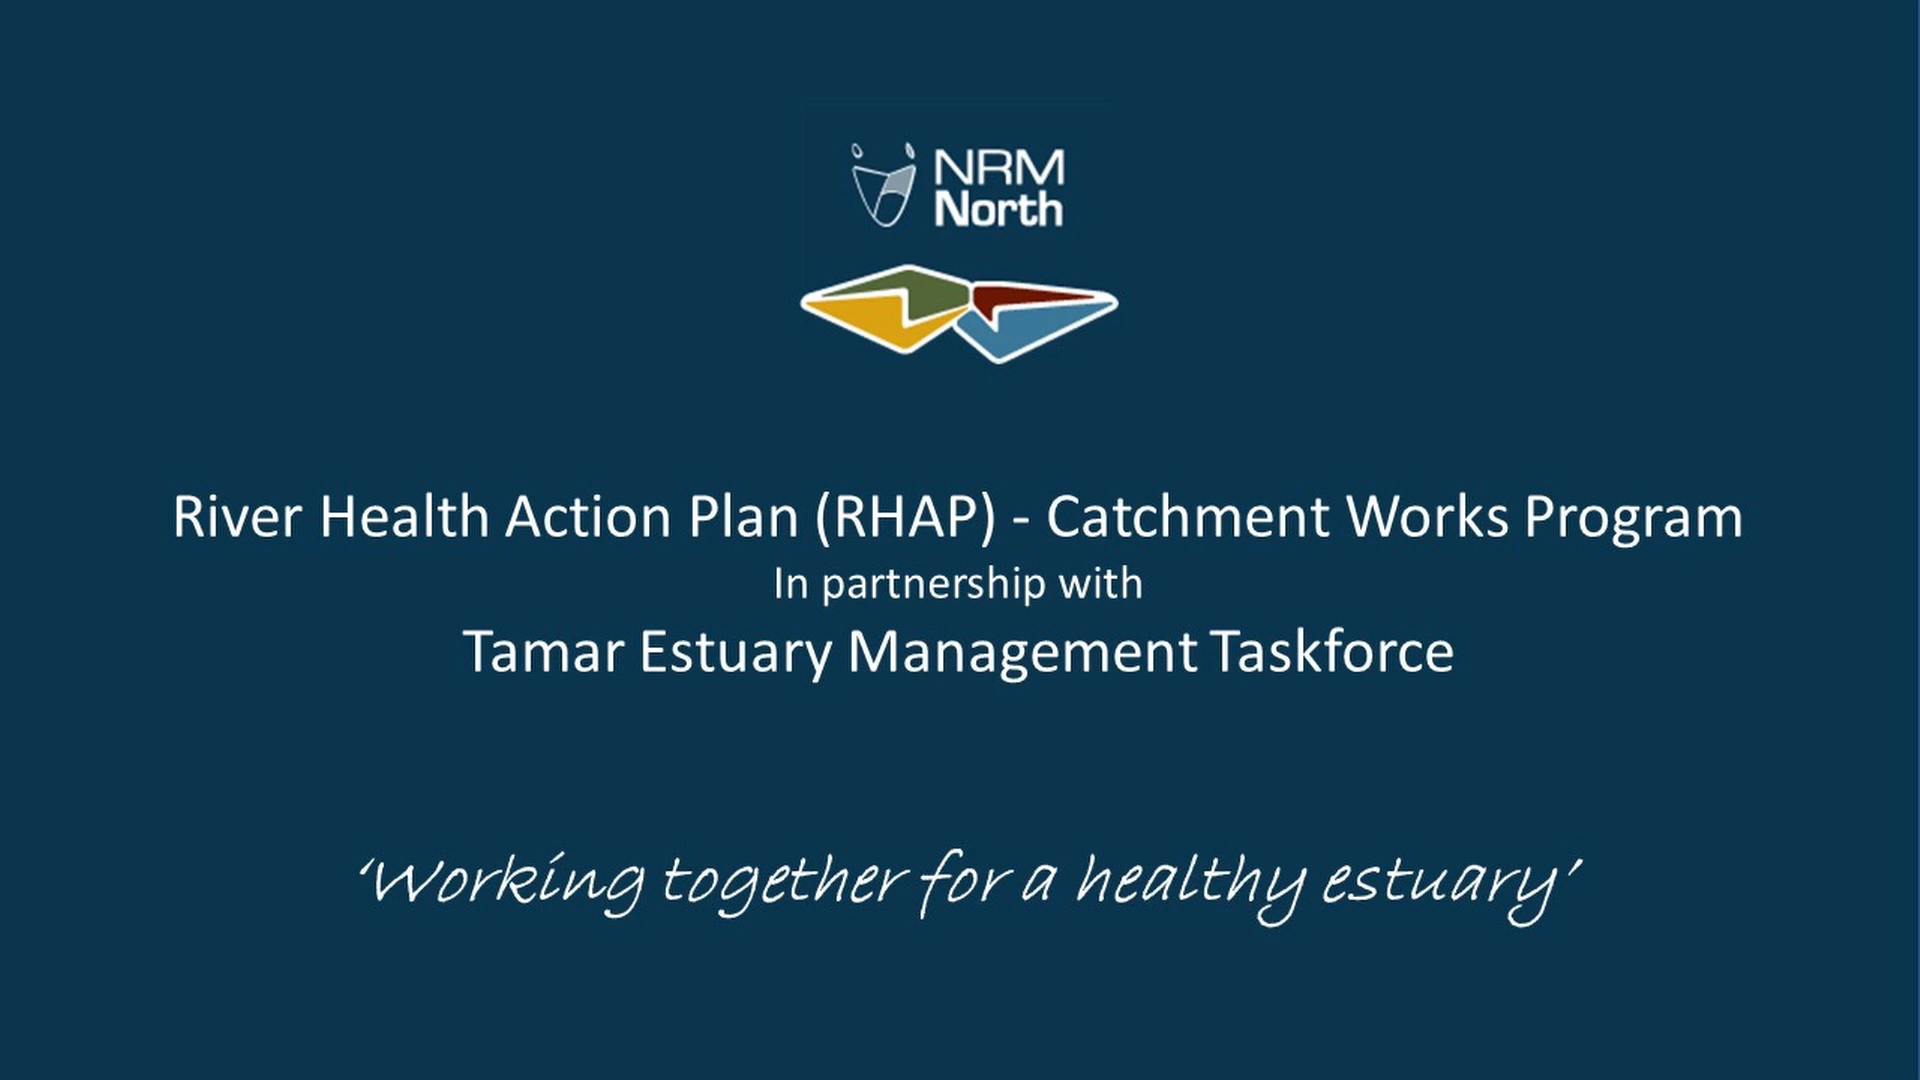 NRM
North
River Health Action Plan (RHAP) - Catchment Works Program
In partnership with
Tamar Estuary Management Taskforce
‘Working together for a healthy estuary’